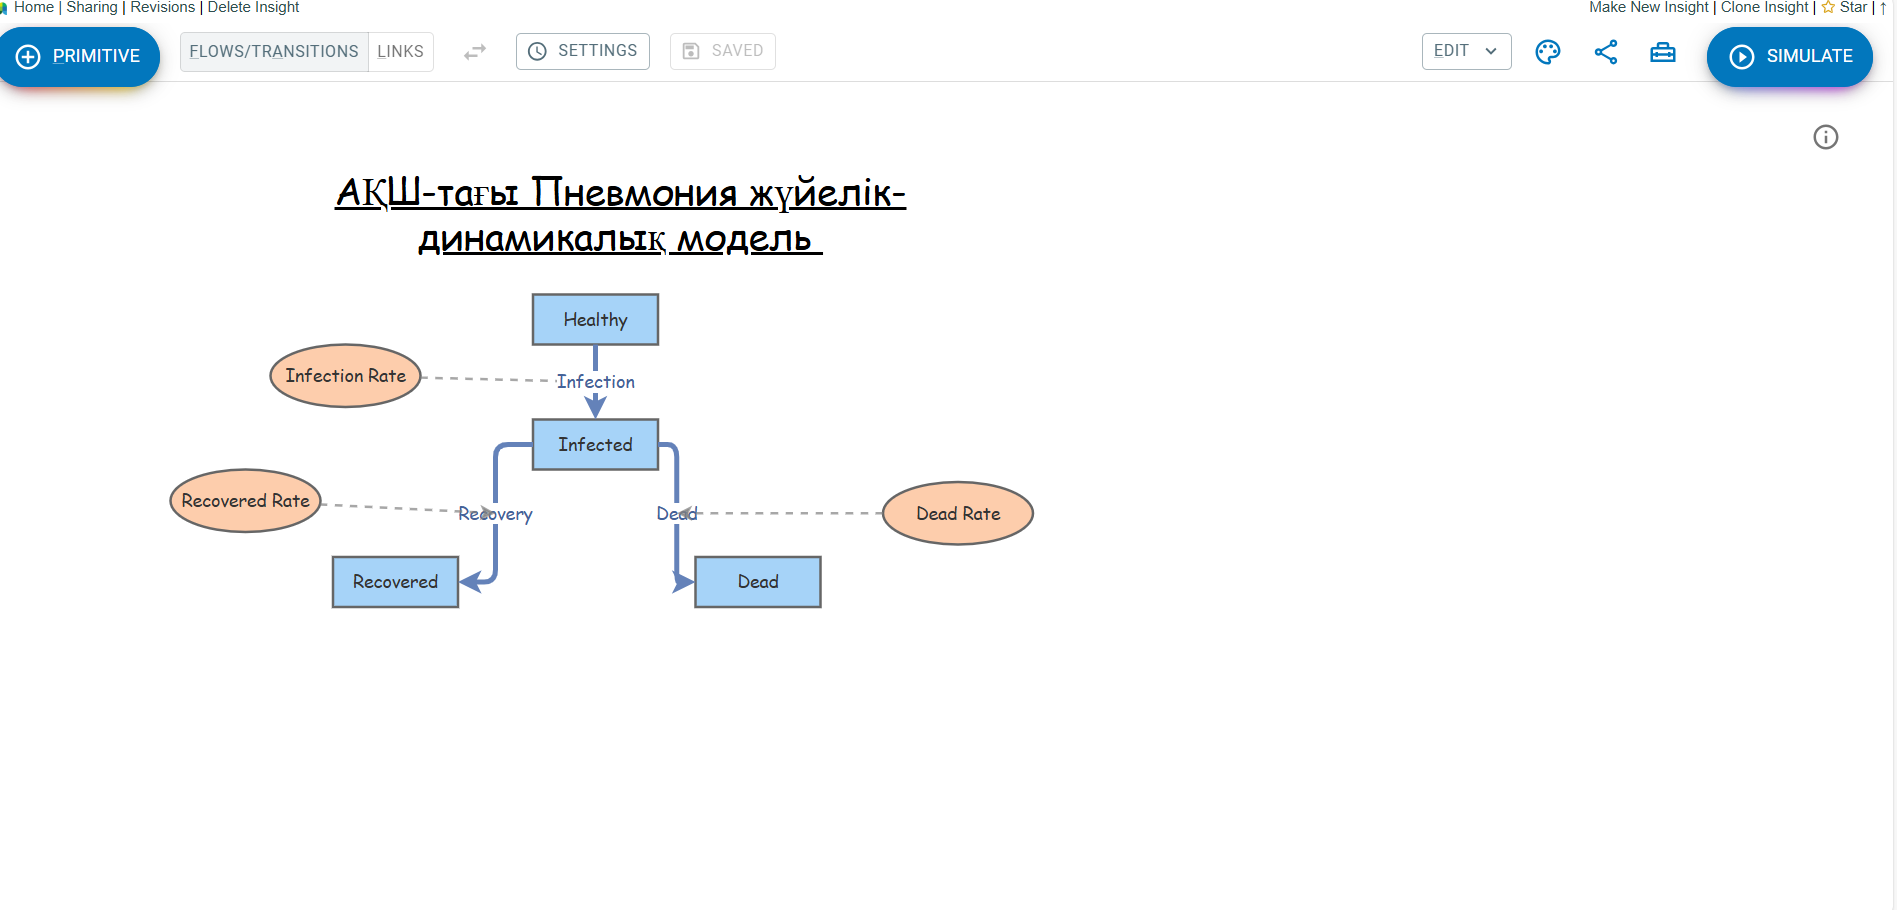 Home | Sharing | Revisions | Delete Insight
Make New Insight | Clone Insight | Star | ↑
PRIMITIVE
FLOWS/TRANSITIONS LINKS
SETTINGS
SAVED
EDIT
SIMULATE
АҚШ-тағы Пневмония жүйелік-
динамикалық модель
Healthy
Infection Rate
Infection
Infected
Recovered Rate
Recovery
Dead
Dead Rate
Recovered
Dead